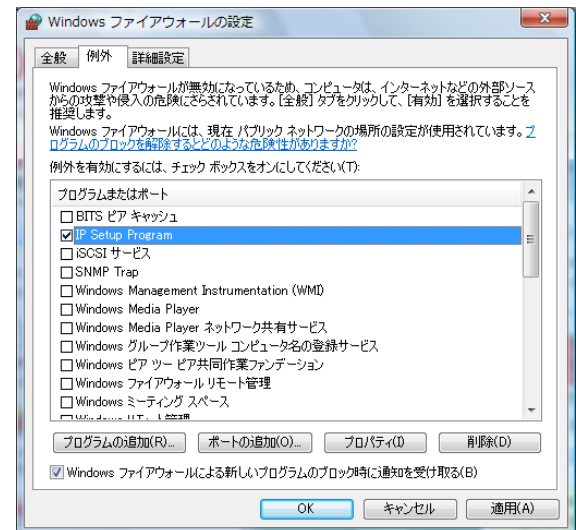 Windows ファイアウォールの設定
全般
例外
詳細設定
Windows ファイアウォールが無効になっているため、コンピュータは、インターネットなどの外部ソース
からの攻撃や侵入の危険にさらされています。[全般] タブをクリックして、[有効] を選択することを
推奨します。
Windows ファイアウォールには、現在 パブリック ネットワークの場所の設定が使用されています。プ
ログラムのブロックを解除するとどのような危険性がありますか?
例外を有効にするには、チェック ボックスをオンにしてください(T):
プログラムまたはポート
BITS ピア キャッシュ
IP Setup Program
iSCSI サービス
SNMP Trap
Windows Management Instrumentation (WMI)
Windows Media Player
Windows Media Player ネットワーク共有サービス
Windows グループ作業ツール コンピュータ名の登録サービス
Windows ピア ツー ピア共同作業ファンデーション
Windows ファイアウォール リモート管理
Windows ミーティング スペース
Windows リモート管理
プログラムの追加(R)...
ポートの追加(O)...
プロパティ(I)
削除(D)
Windows ファイアウォールによる新しいプログラムのブロック時に通知を受け取る(B)
OK
キャンセル
適用(A)